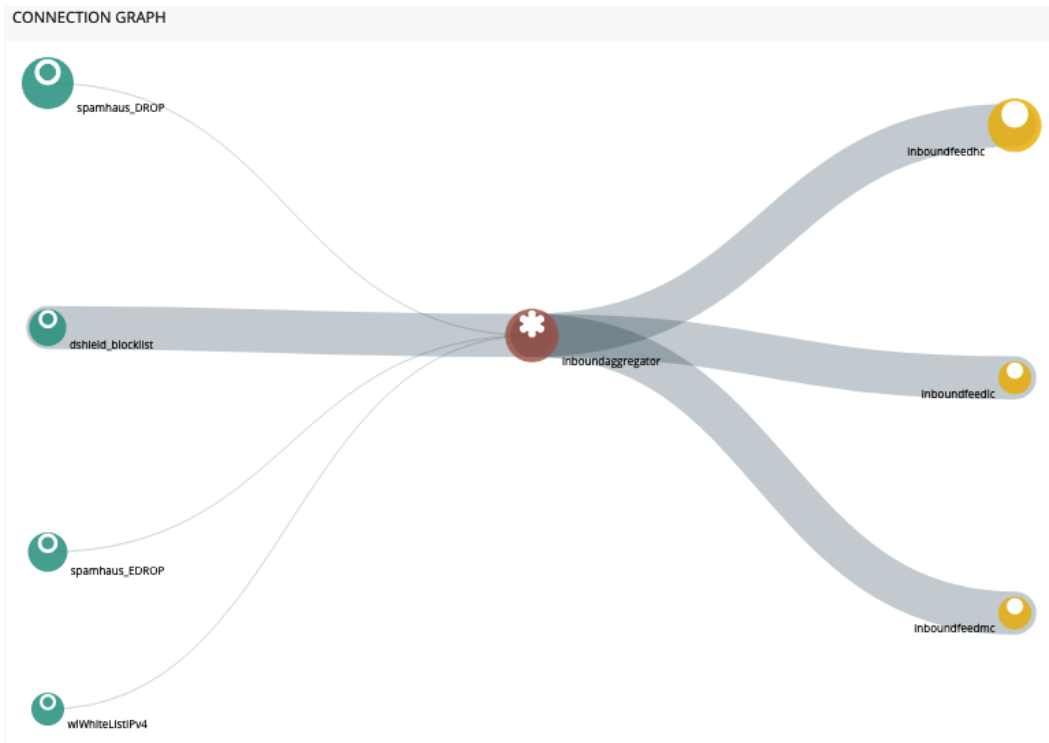 CONNECTION GRAPH
spamhaus_DROP
inboundfeedhc
dshield_blocklist
inboundaggregator
inboundfeedlc
spamhaus_EDROP
inboundfeedmc
wlWhiteListIPv4